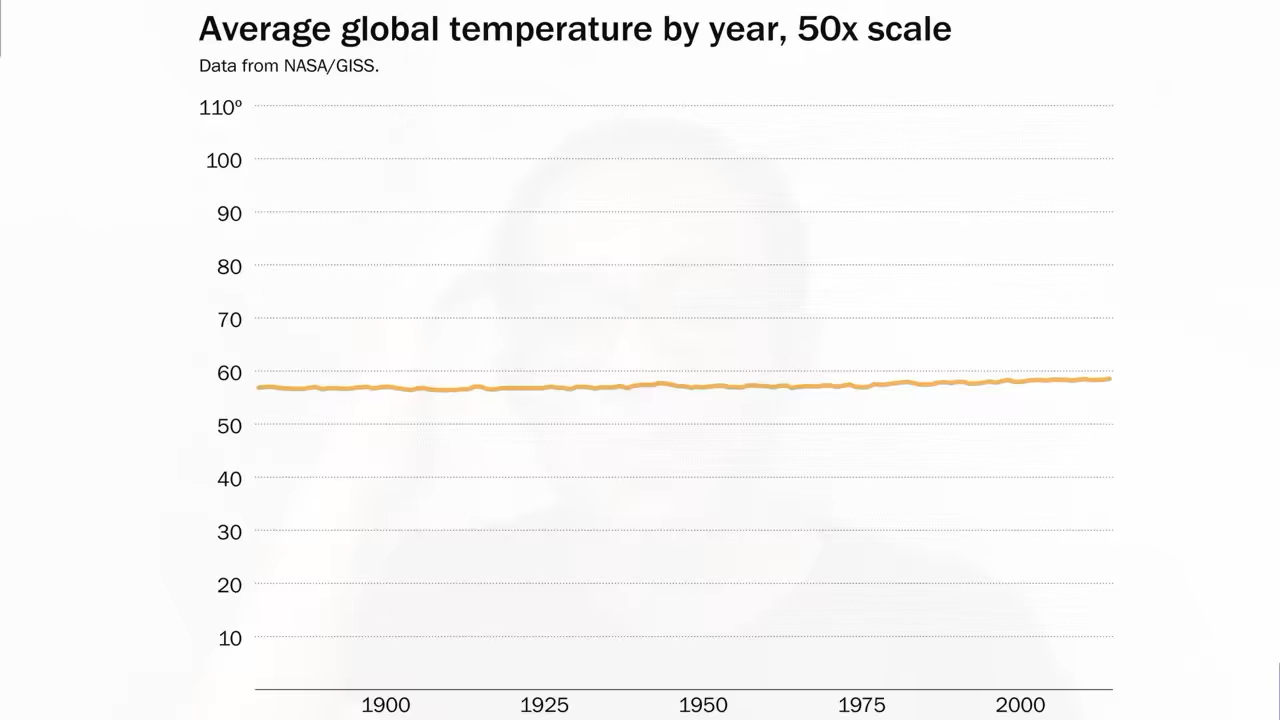 Average global temperature by year, 50x scale
Data from NASA/GISS.
110º
100
90
80
70
60
50
40
30
20
10
1900 1925 1950 1975 2000